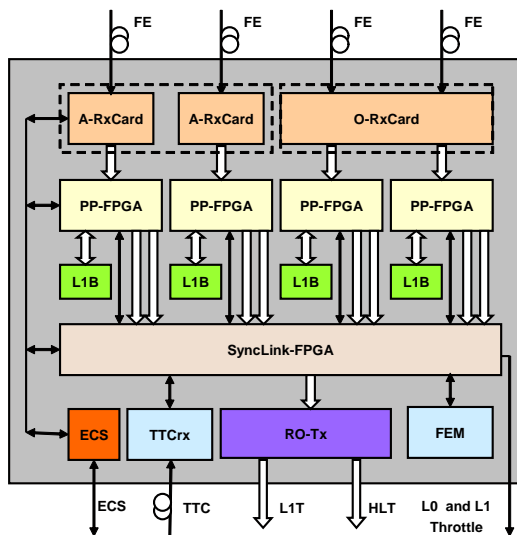 FE FE FE FE
A-RxCard A-RxCard O-RxCard
PP-FPGA PP-FPGA PP-FPGA PP-FPGA
L1B L1B L1B L1B
SyncLink-FPGA
ECS TTCrx RO-Tx FEM
ECS TTC L1T HLT L0 and L1
Throttle